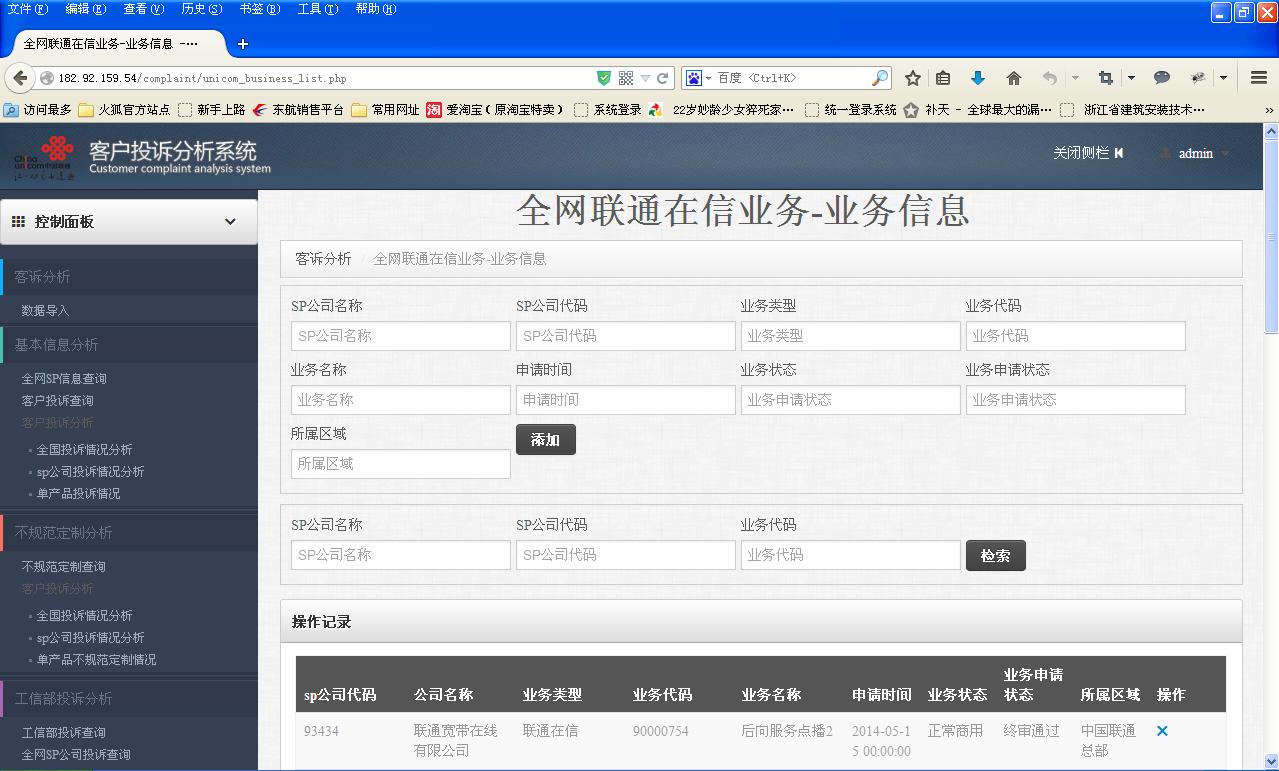 文件(F) 编辑(E) 查看(V) 历史(S) 书签(B) 工具(T) 帮助(H)
全网联通在信业务-业务信息 -···
+
182.92.159.54/complaint/unicom_business_list.php
百度 <Ctrl+K>
访问最多 火狐官方站点 新手上路 东航销售平台 常用网址 爱淘宝（原淘宝特卖） 系统登录 22岁妙龄少女猝死家··· 统一登录系统 补天 - 全球最大的漏··· 浙江省建筑安装技术··· »
China unicom中国联通
客户投诉分析系统
Customer complaint analysis system
关闭侧栏
admin
控制面板
客诉分析
数据导入
基本信息分析
全网SP信息查询
客户投诉查询
客户投诉分析
全国投诉情况分析
sp公司投诉情况分析
单产品投诉情况
不规范定制分析
不规范定制查询
客户投诉分析
全国投诉情况分析
sp公司投诉情况分析
单产品不规范定制情况
工信部投诉分析
工信部投诉查询
全网SP公司投诉查询
全网联通在信业务-业务信息
客诉分析 / 全网联通在信业务-业务信息
SP公司名称 SP公司代码 业务类型 业务代码
SP公司名称 SP公司代码 业务类型 业务代码
业务名称 申请时间 业务状态 业务申请状态
业务名称 申请时间 业务申请状态 业务申请状态
所属区域
添加
所属区域
SP公司名称 SP公司代码 业务代码
SP公司名称 SP公司代码 业务代码 检索
操作记录
sp公司代码 公司名称 业务类型 业务代码 业务名称 申请时间 业务状态 业务申请状态 所属区域 操作
93434 联通宽带在线 联通在信 90000754 后向服务点播2 2014-05-1 正常商用 终审通过 中国联通 ×
有限公司 5 00:00:00 总部